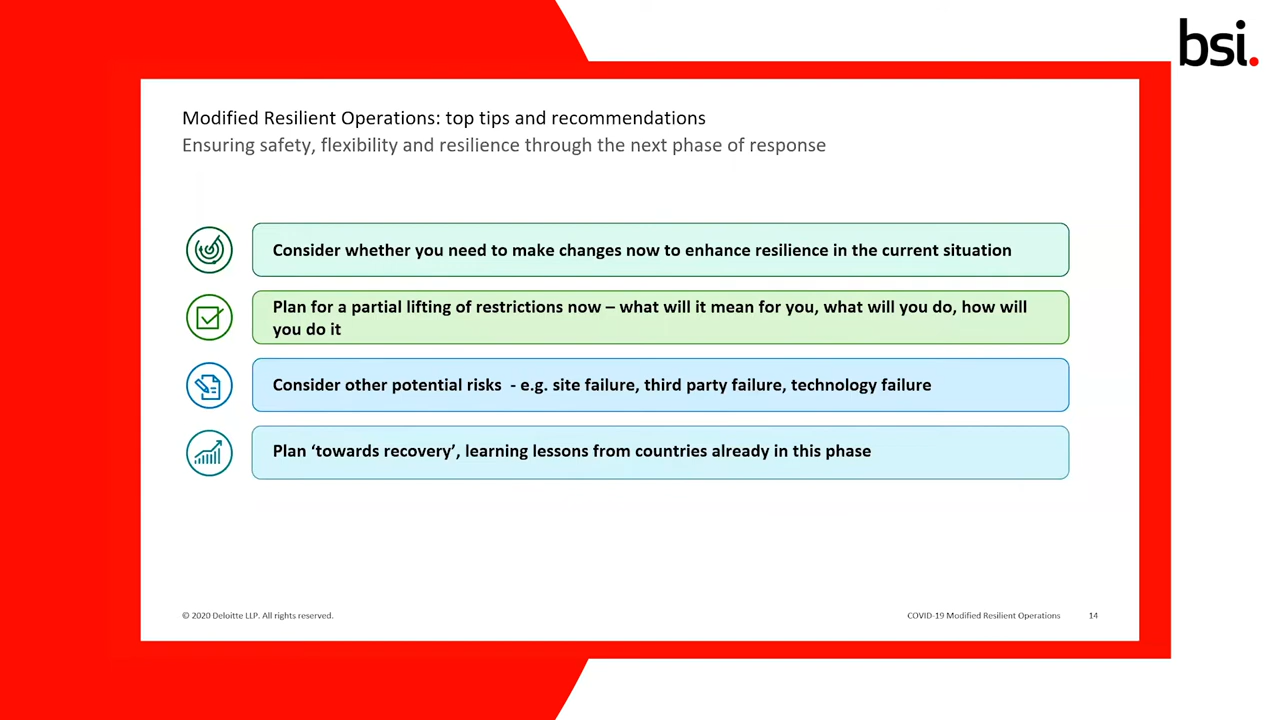 bsi.
Modified Resilient Operations: top tips and recommendations
Ensuring safety, flexibility and resilience through the next phase of response
Consider whether you need to make changes now to enhance resilience in the current situation
Plan for a partial lifting of restrictions now – what will it mean for you, what will you do, how will
you do it
Consider other potential risks  - e.g. site failure, third party failure, technology failure
Plan ‘towards recovery’, learning lessons from countries already in this phase
© 2020 Deloitte LLP. All rights reserved.
COVID-19 Modified Resilient Operations 14